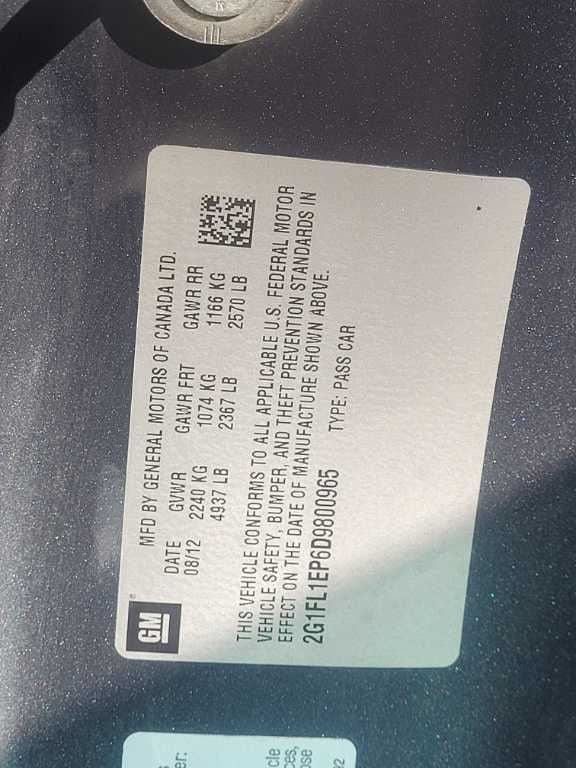 GM
MFD BY GENERAL MOTORS OF CANADA LTD.
DATE GVWR GAWR FRT GAWR RR
08/12 2240 KG 1074 KG 1166 KG
4937 LB 2367 LB 2570 LB
THIS VEHICLE CONFORMS TO ALL APPLICABLE U.S. FEDERAL MOTOR
VEHICLE SAFETY, BUMPER, AND THEFT PREVENTION STANDARDS IN
EFFECT ON THE DATE OF MANUFACTURE SHOWN ABOVE.
2G1FL1EP6D9800965 TYPE: PASS CAR